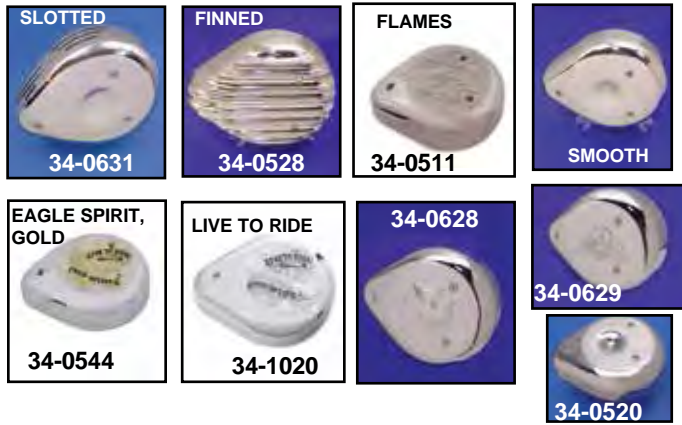 SLOTTED
34-0631
FINNED
34-0528
FLAMES
34-0511
SMOOTH
EAGLE SPIRIT,
GOLD
34-0544
LIVE TO RIDE
34-1020
34-0628
34-0629
34-0520